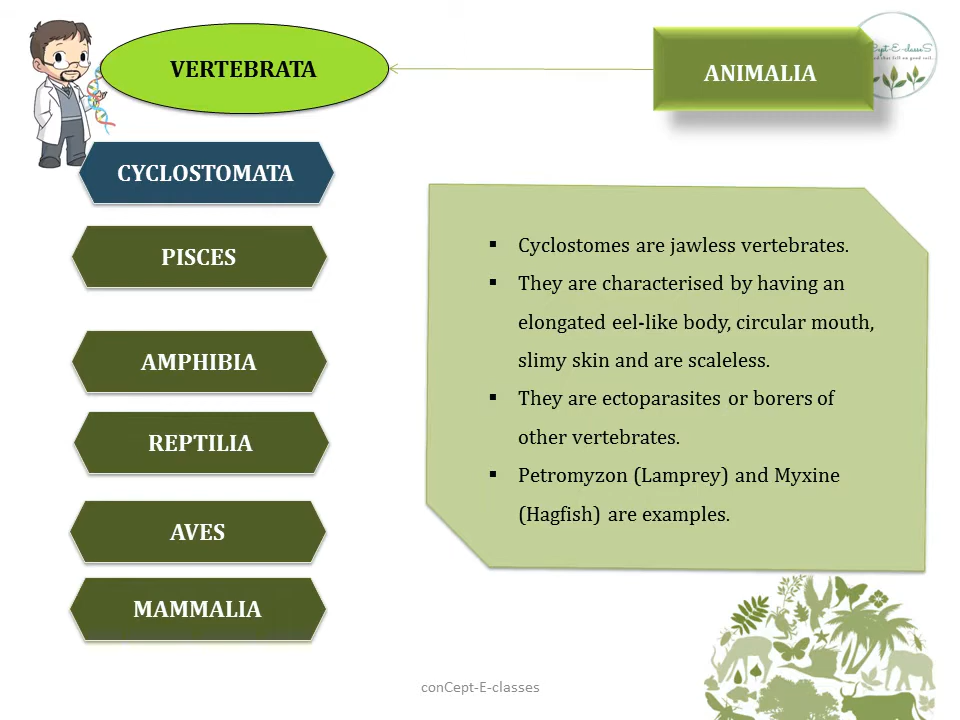 VERTEBRATA
ANIMALIA
CYCLOSTOMATA
PISCES
AMPHIBIA
REPTILIA
AVES
MAMMALIA
▪ Cyclostomes are jawless vertebrates.
▪ They are characterised by having an
elongated eel-like body, circular mouth,
slimy skin and are scaleless.
▪ They are ectoparasites or borers of
other vertebrates.
▪ Petromyzon (Lamprey) and Myxine
(Hagfish) are examples.
conCept-E-classes